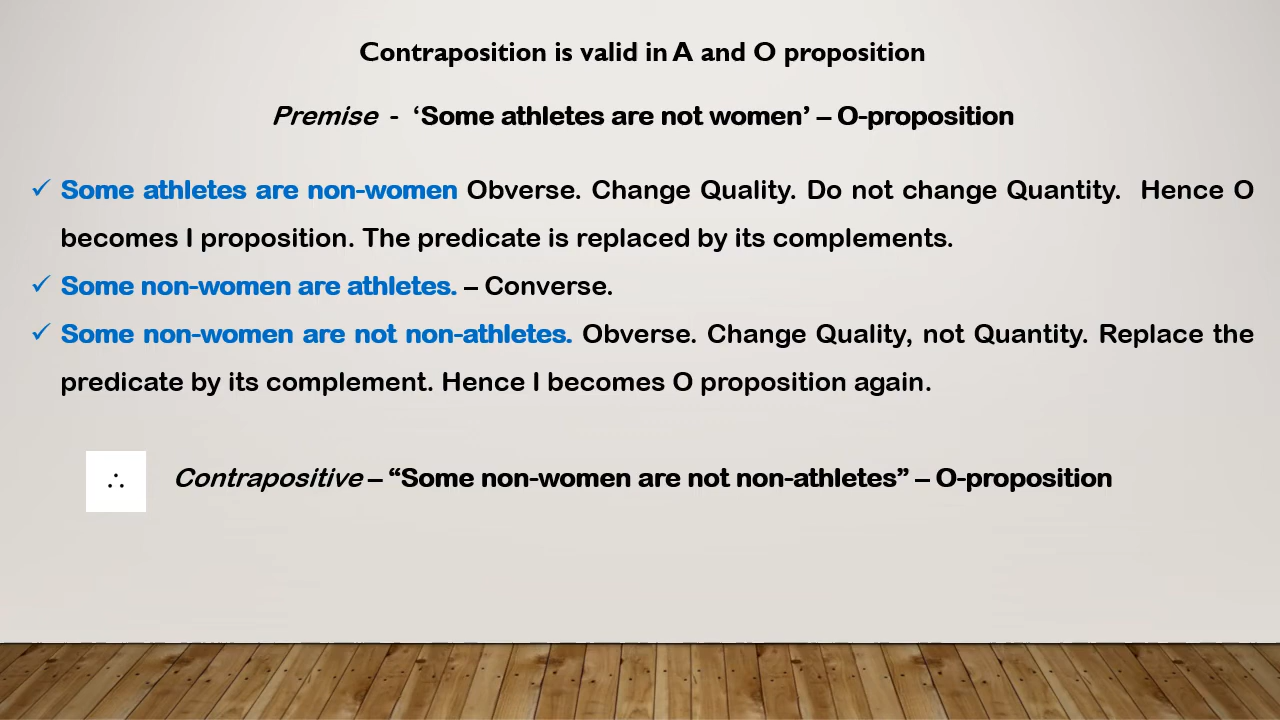 Contraposition is valid in A and O proposition
Premise - ‘Some athletes are not women’ – O-proposition
✓ Some athletes are non-women Obverse. Change Quality. Do not change Quantity. Hence O
becomes I proposition. The predicate is replaced by its complements.
✓ Some non-women are athletes. – Converse.
✓ Some non-women are not non-athletes. Obverse. Change Quality, not Quantity. Replace the
predicate by its complement. Hence I becomes O proposition again.
∴ Contrapositive – “Some non-women are not non-athletes” – O-proposition